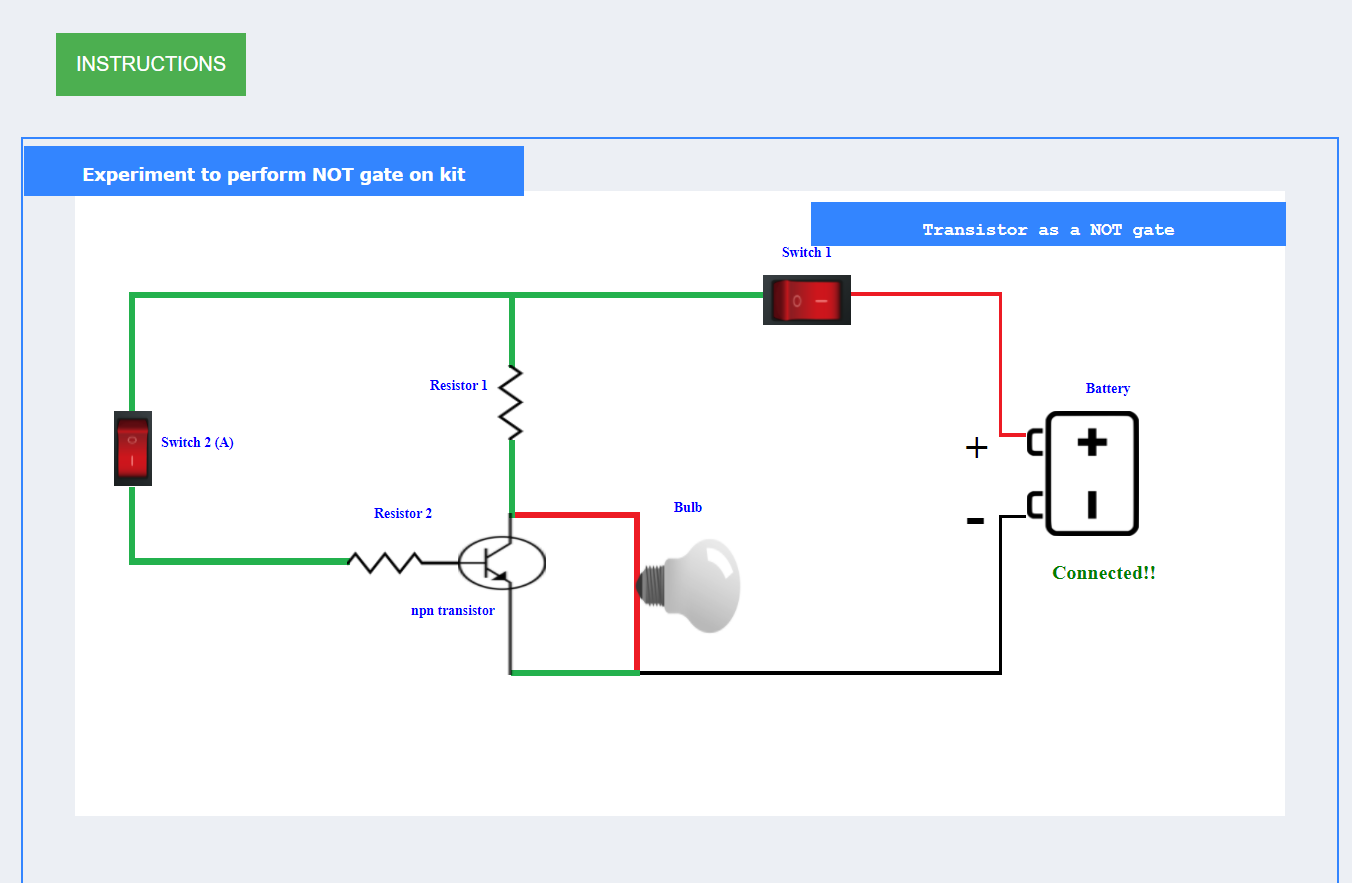 INSTRUCTIONS
Experiment to perform NOT gate on kit
Transistor as a NOT gate
Switch 1
Resistor 1
Battery
Switch 2 (A)
+
-
Resistor 2
Bulb
Connected!!
npn transistor